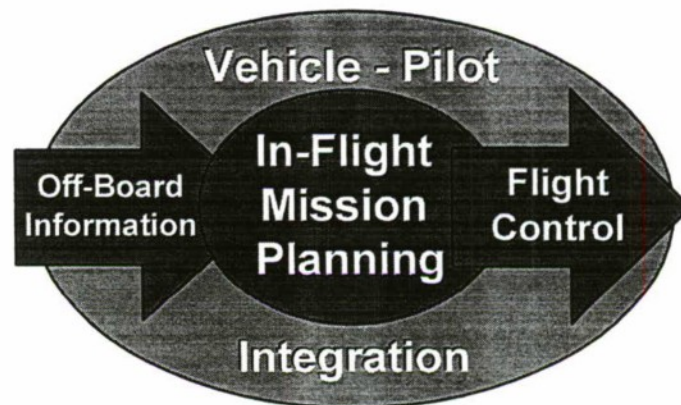 Vehicle - Pilot
Off-Board
Information
In-Flight
Mission
Planning
Flight
Control
Integration